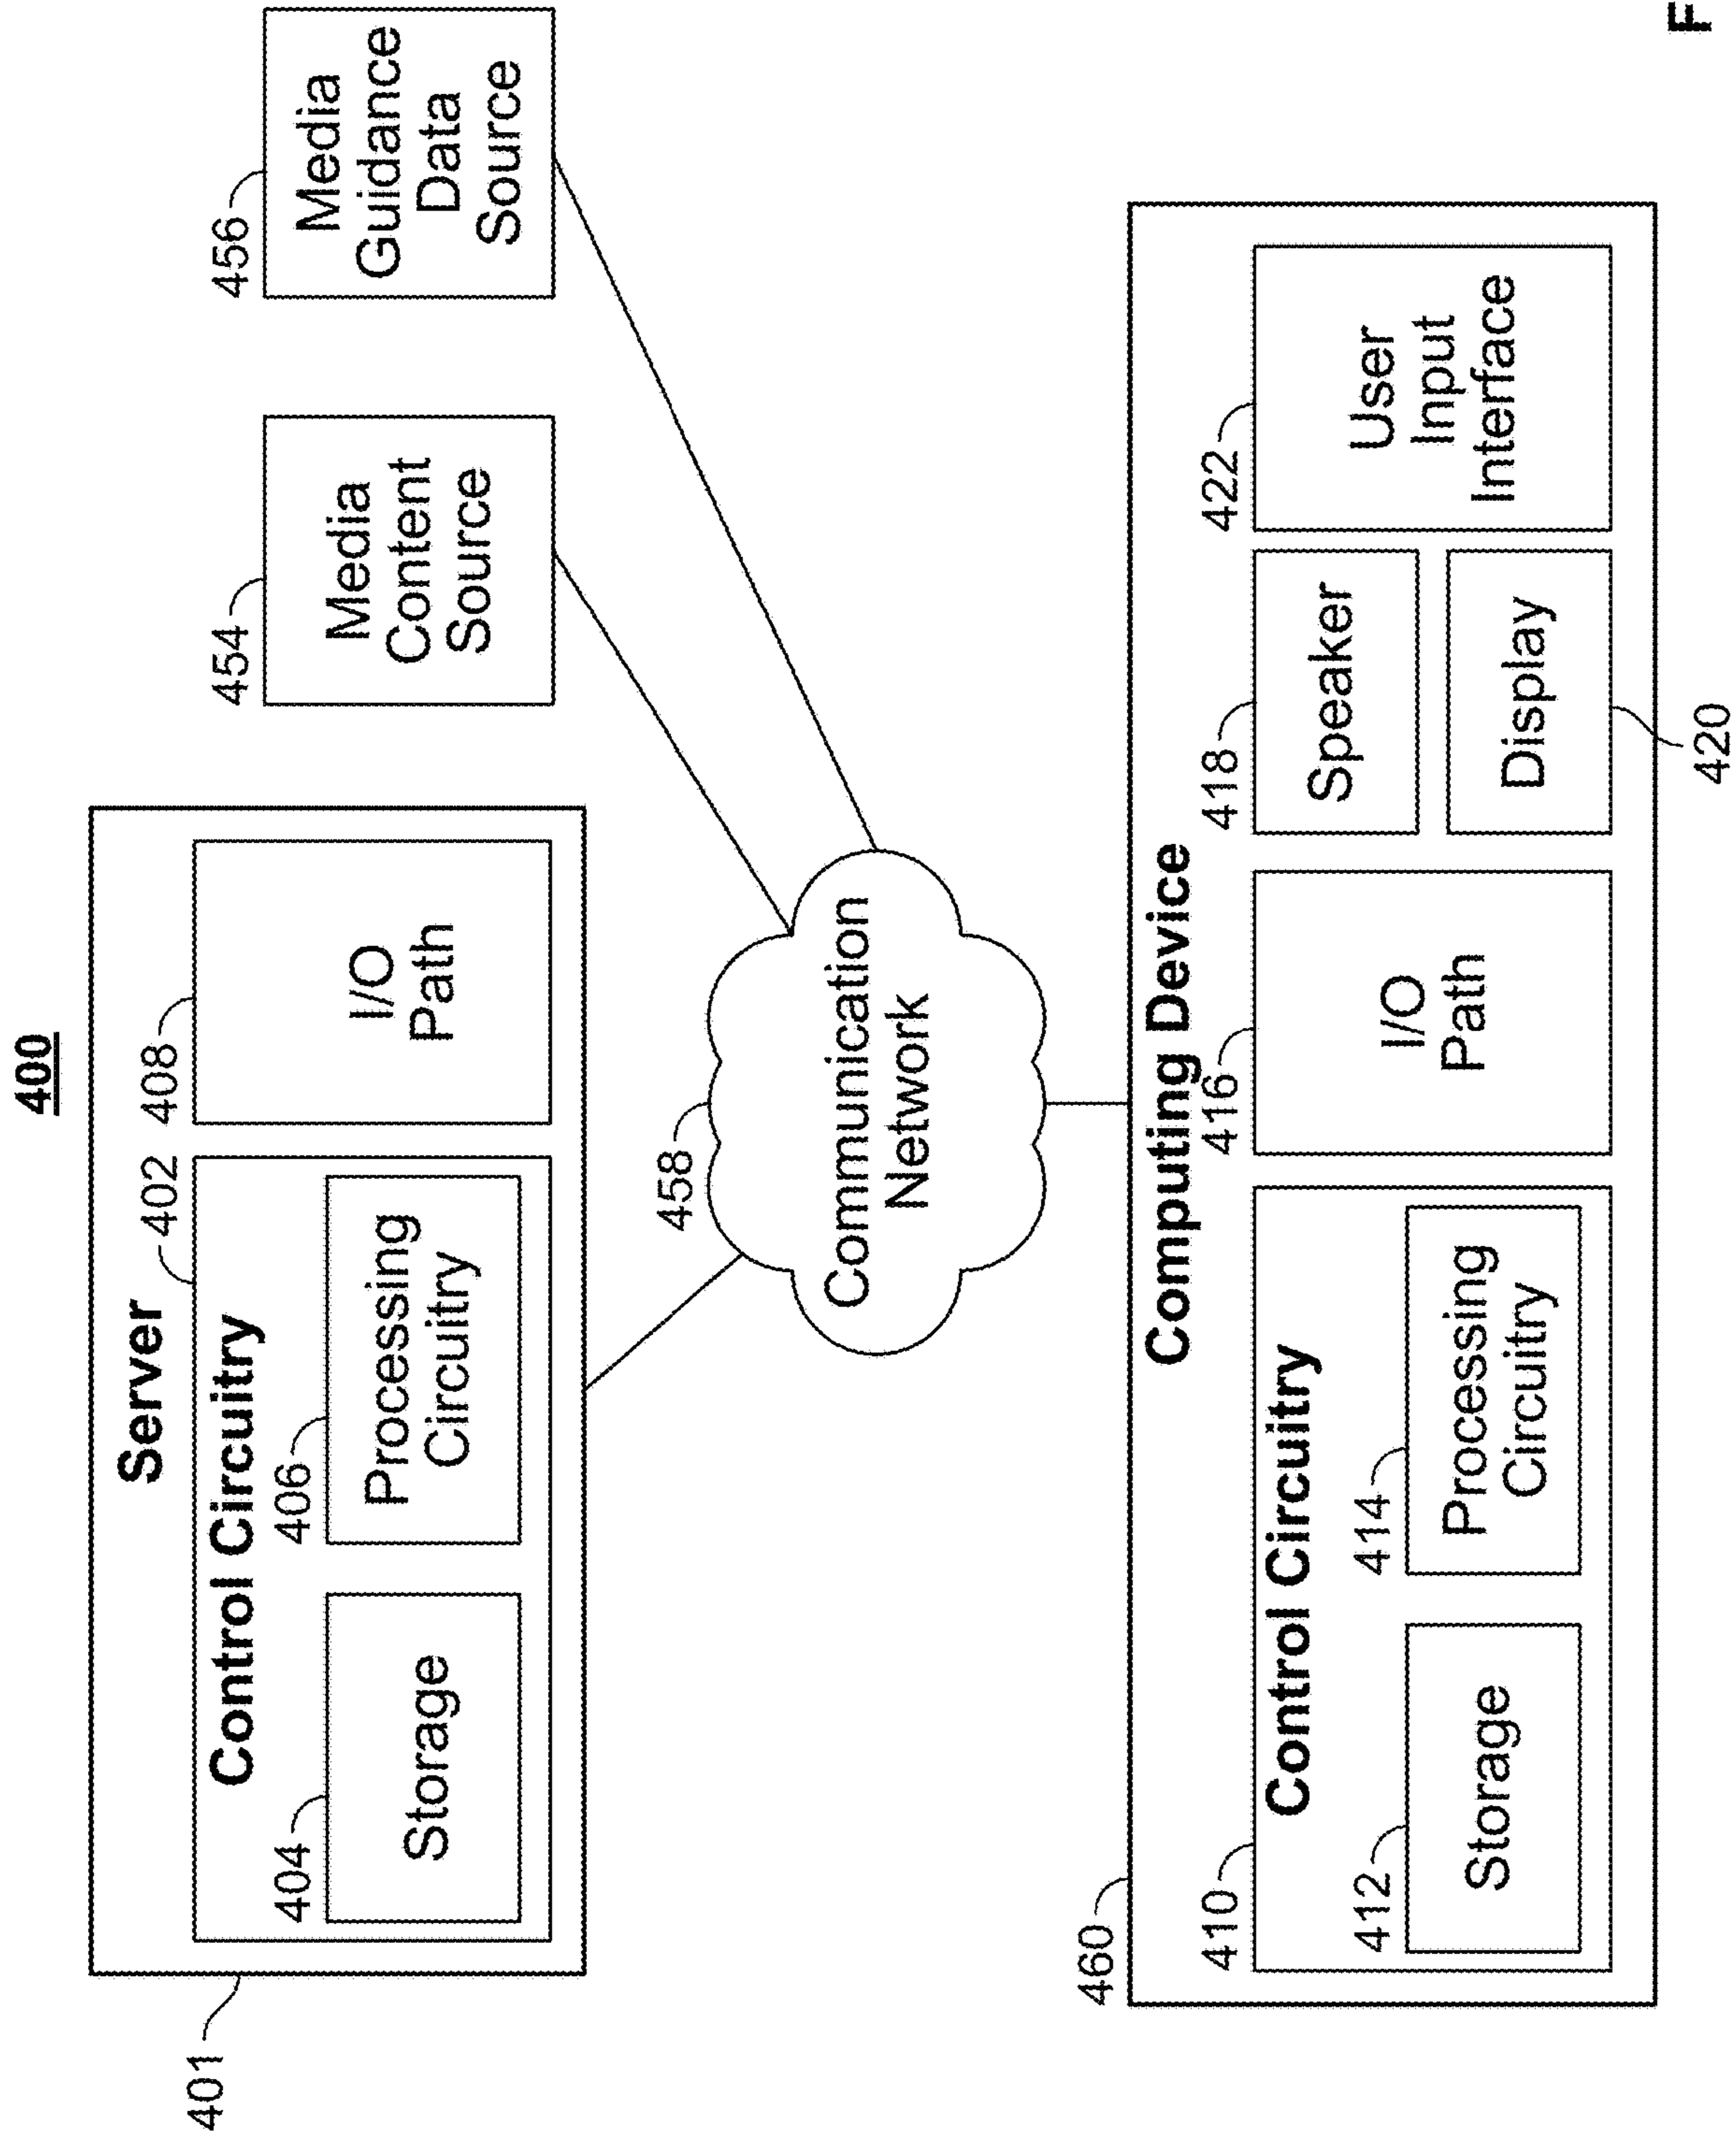 400
Server
401
402
408
Control Circuitry
404
406
Storage
Processing
Circuitry
I/O
Path
454
Media
Content
Source
456
Media
Guidance
Data
Source
458
Communication
Network
460
Computing Device
410
416
418
422
Control Circuitry
412
414
Storage
Processing
Circuitry
I/O
Path
Speaker
Display
User
Input
Interface
420
F